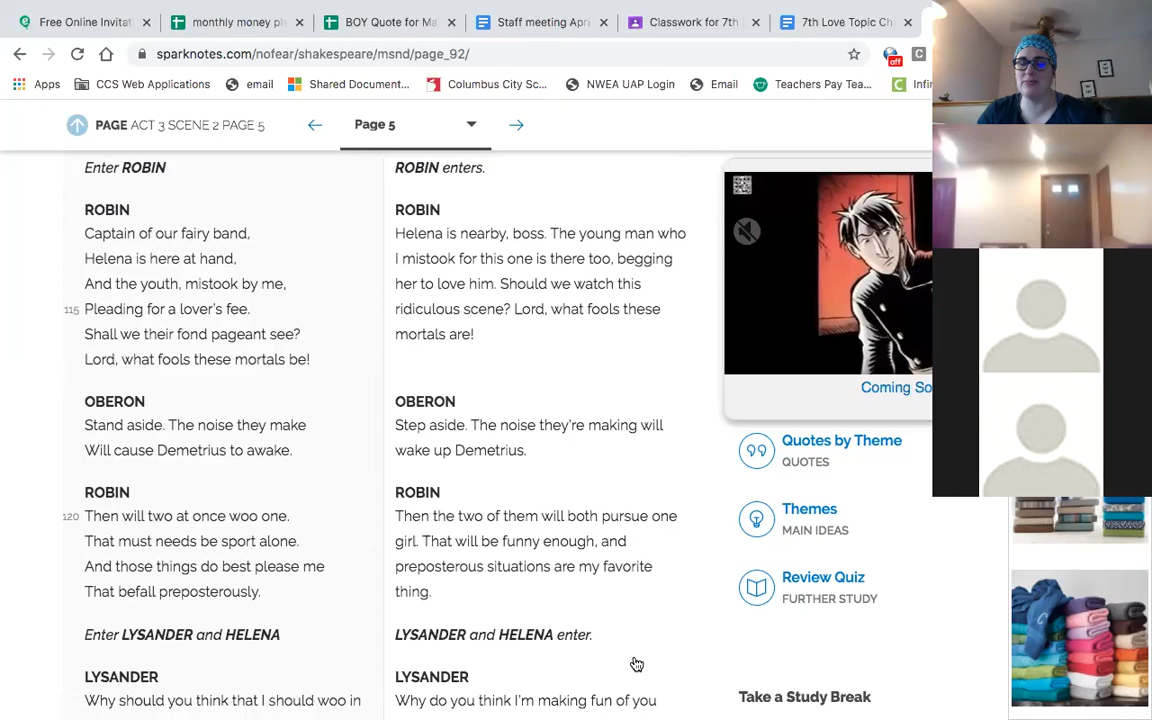 Free Online Invitati
monthly money pl
BOY Quote for Ma
Staff meeting Apri
Classwork for 7th
7th Love Topic Ch
sparknotes.com/nofear/shakespeare/msnd/page_92/
off
Apps
CCS Web Applications
email
Shared Document...
Columbus City Sc...
NWEA UAP Login
Email
Teachers Pay Tea...
Infin
PAGE ACT 3 SCENE 2 PAGE 5
Page 5
Enter ROBIN
ROBIN
Captain of our fairy band,
Helena is here at hand,
And the youth, mistook by me,
115 Pleading for a lover's fee.
Shall we their fond pageant see?
Lord, what fools these mortals be!
OBERON
Stand aside. The noise they make
Will cause Demetrius to awake.
ROBIN
120 Then will two at once woo one.
That must needs be sport alone.
And those things do best please me
That befall preposterously.
Enter LYSANDER and HELENA
LYSANDER
Why should you think that I should woo in
ROBIN enters.
ROBIN
Helena is nearby, boss. The young man who
I mistook for this one is there too, begging
her to love him. Should we watch this
ridiculous scene? Lord, what fools these
mortals are!
OBERON
Step aside. The noise they're making will
wake up Demetrius.
ROBIN
Then the two of them will both pursue one
girl. That will be funny enough, and
preposterous situations are my favorite
thing.
LYSANDER and HELENA enter.
LYSANDER
Why do you think I'm making fun of you
Coming So
Quotes by Theme
QUOTES
Themes
MAIN IDEAS
Review Quiz
FURTHER STUDY
Take a Study Break